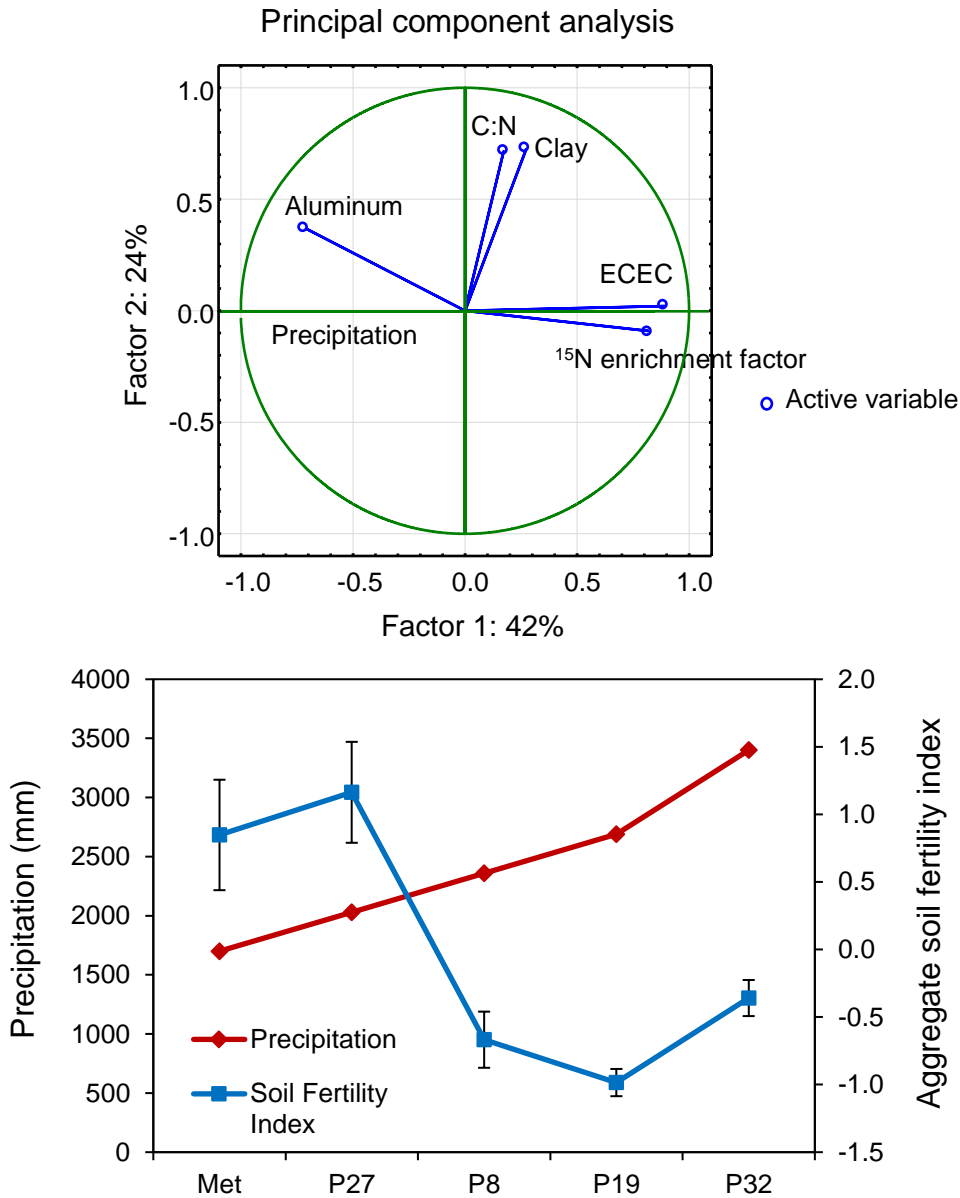 Principal component analysis
1.0
0.5
0.0
-0.5
-1.0
Factor 2: 24%
C:N
Clay
Aluminum
ECEC
Precipitation
¹⁵N enrichment factor
Active variable
-1.0 -0.5 0.0 0.5 1.0
Factor 1: 42%
4000
3500
3000
2500
2000
1500
1000
500
0
Precipitation (mm)
2.0
1.5
1.0
0.5
0.0
-0.5
-1.0
-1.5
Aggregate soil fertility index
Precipitation
Soil Fertility
Index
Met P27 P8 P19 P32